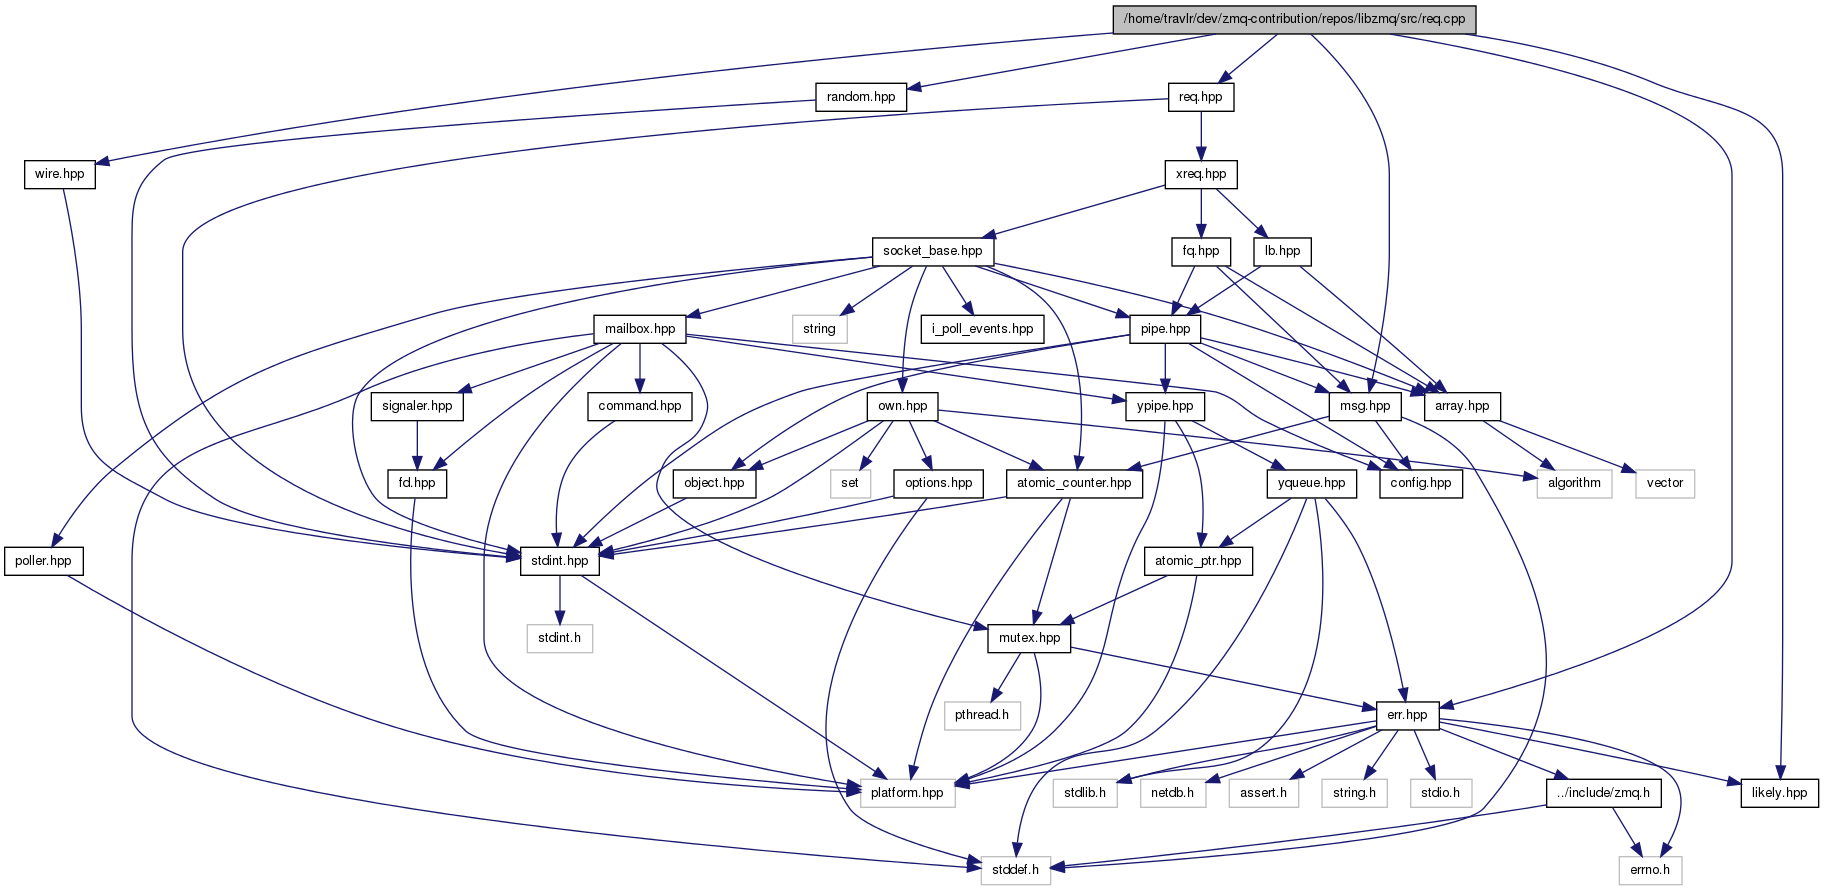 /home/travlr/dev/zmq-contribution/repos/libzmq/src/req.cpp
random.hpp
req.hpp
wire.hpp
xreq.hpp
socket_base.hpp
fq.hpp
lb.hpp
mailbox.hpp
string
i_poll_events.hpp
pipe.hpp
signaler.hpp
command.hpp
own.hpp
ypipe.hpp
msg.hpp
array.hpp
fd.hpp
object.hpp
set
options.hpp
atomic_counter.hpp
yqueue.hpp
config.hpp
algorithm
vector
poller.hpp
stdint.hpp
atomic_ptr.hpp
stdint.h
mutex.hpp
pthread.h
err.hpp
platform.hpp
stdlib.h
netdb.h
assert.h
string.h
stdio.h
../include/zmq.h
likely.hpp
stddef.h
errno.h